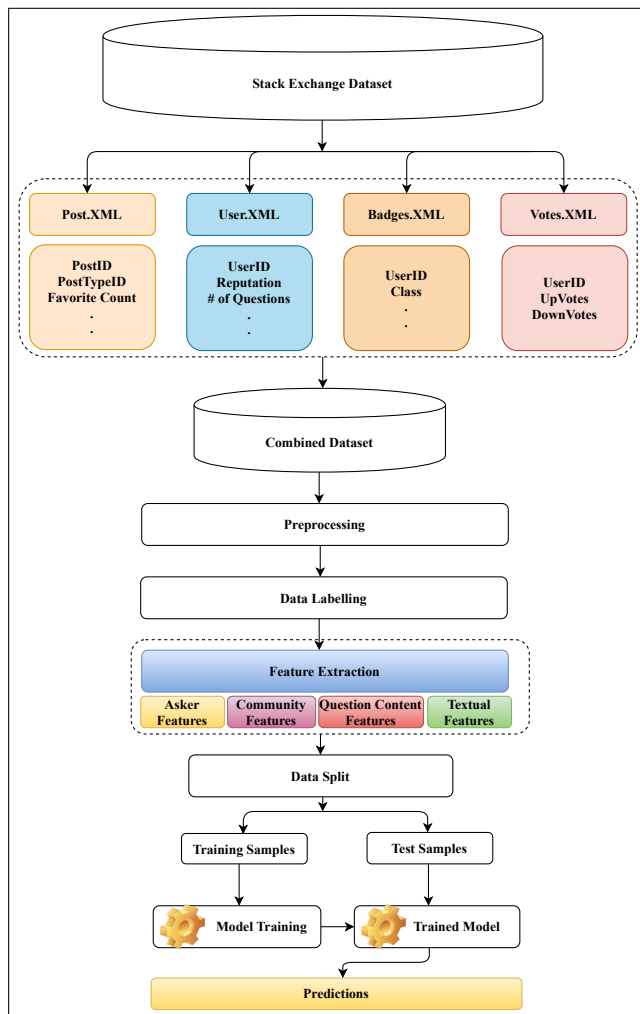 Stack Exchange Dataset
Post.XML
User.XML
Badges.XML
Votes.XML
PostID
PostTypeID
Favorite Count
.
.
UserID
Reputation
# of Questions
.
.
UserID
Class
.
.
UserID
UpVotes
DownVotes
Combined Dataset
Preprocessing
Data Labelling
Feature Extraction
Asker
Features
Community
Features
Question Content
Features
Textual
Features
Data Split
Training Samples
Test Samples
Model Training
Trained Model
Predictions